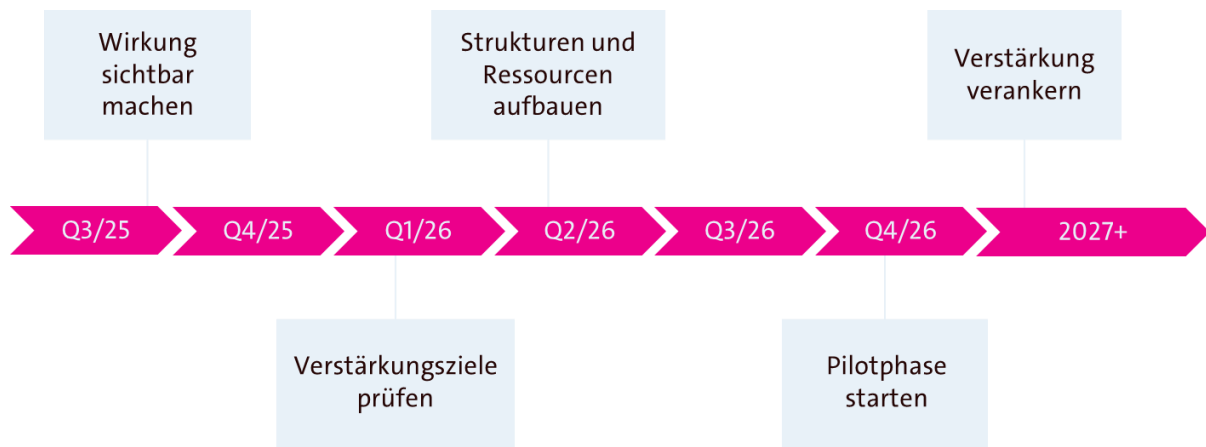 Wirkung
sichtbar
machen
Strukturen und
Ressourcen
aufbauen
Verstärkung
verankern
Q3/25
Q4/25
Q1/26
Q2/26
Q3/26
Q4/26
2027+
Verstärkungsziele
prüfen
Pilotphase
starten